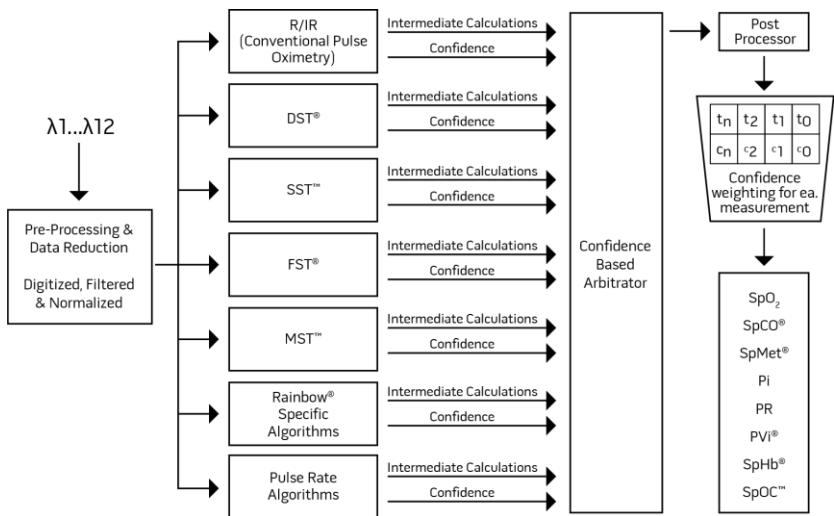 λ1...λ12
Pre-Processing &
Data Reduction
Digitized, Filtered
& Normalized
R/IR
(Conventional Pulse
Oximetry)
Intermediate Calculations
Confidence
DST®
Intermediate Calculations
Confidence
SST™
Intermediate Calculations
Confidence
FST®
Intermediate Calculations
Confidence
MST™
Intermediate Calculations
Confidence
Rainbow®
Specific
Algorithms
Intermediate Calculations
Confidence
Pulse Rate
Algorithms
Intermediate Calculations
Confidence
Confidence
Based
Arbitrator
Post
Processor
tn t2 t1 t0
cn c2 c1 c0
Confidence
weighting for ea.
measurement
SpO₂
SpCO®
SpMet®
Pi
PR
PVi®
SpHb®
SpOC™